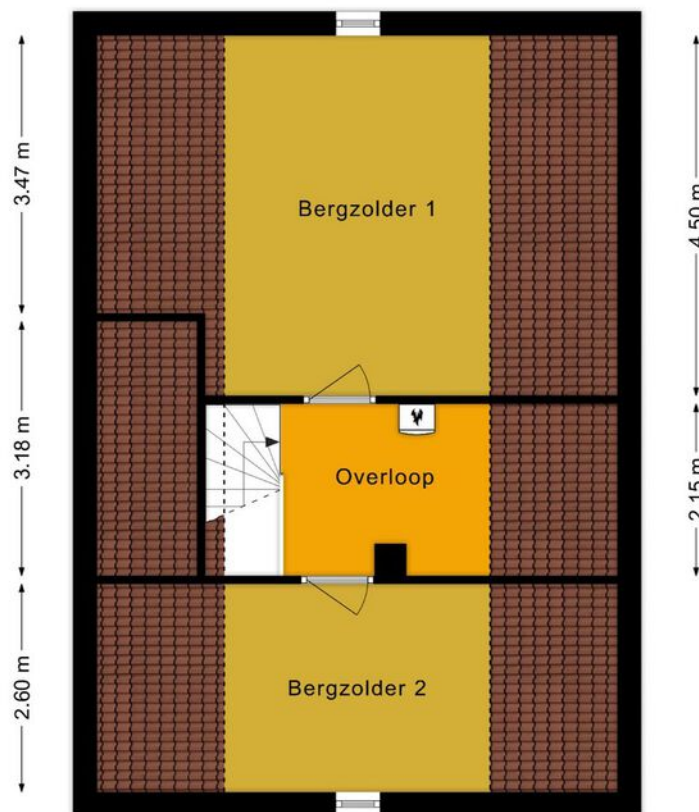 3.47 m
4.50 m
Bergzolder 1
3.18 m
2.15 m
Overloop
2.60 m
Bergzolder 2